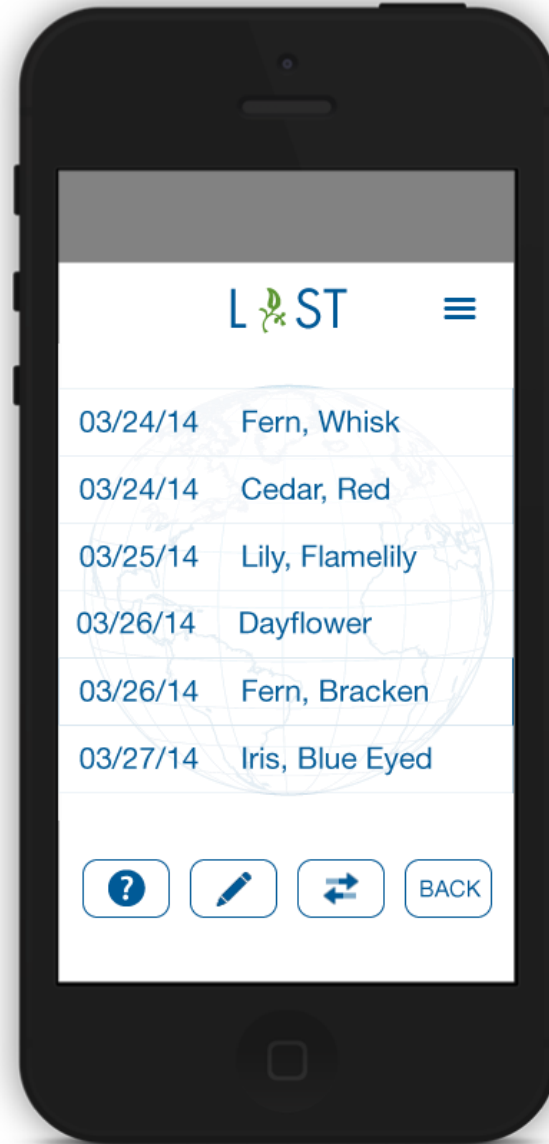 L ST
03/24/14 Fern, Whisk
03/24/14 Cedar, Red
03/25/14 Lily, Flamelily
03/26/14 Dayflower
03/26/14 Fern, Bracken
03/27/14 Iris, Blue Eyed
? BACK